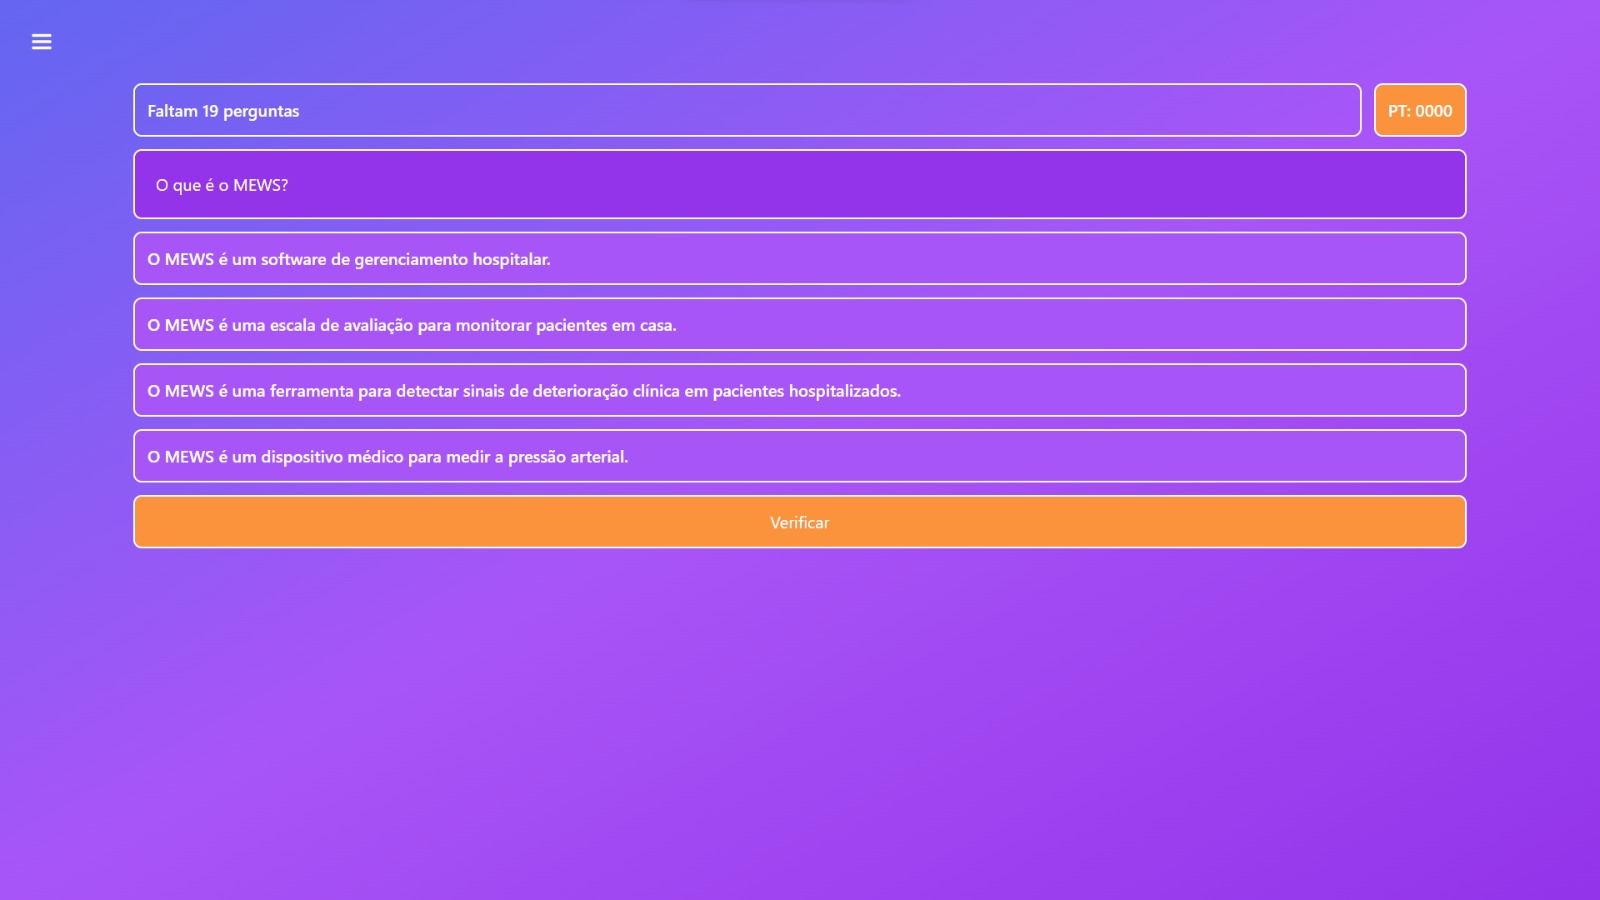 Faltam 19 perguntas
PT: 0000
O que é o MEWS?
O MEWS é um software de gerenciamento hospitalar.
O MEWS é uma escala de avaliação para monitorar pacientes em casa.
O MEWS é uma ferramenta para detectar sinais de deterioração clínica em pacientes hospitalizados.
O MEWS é um dispositivo médico para medir a pressão arterial.
Verificar